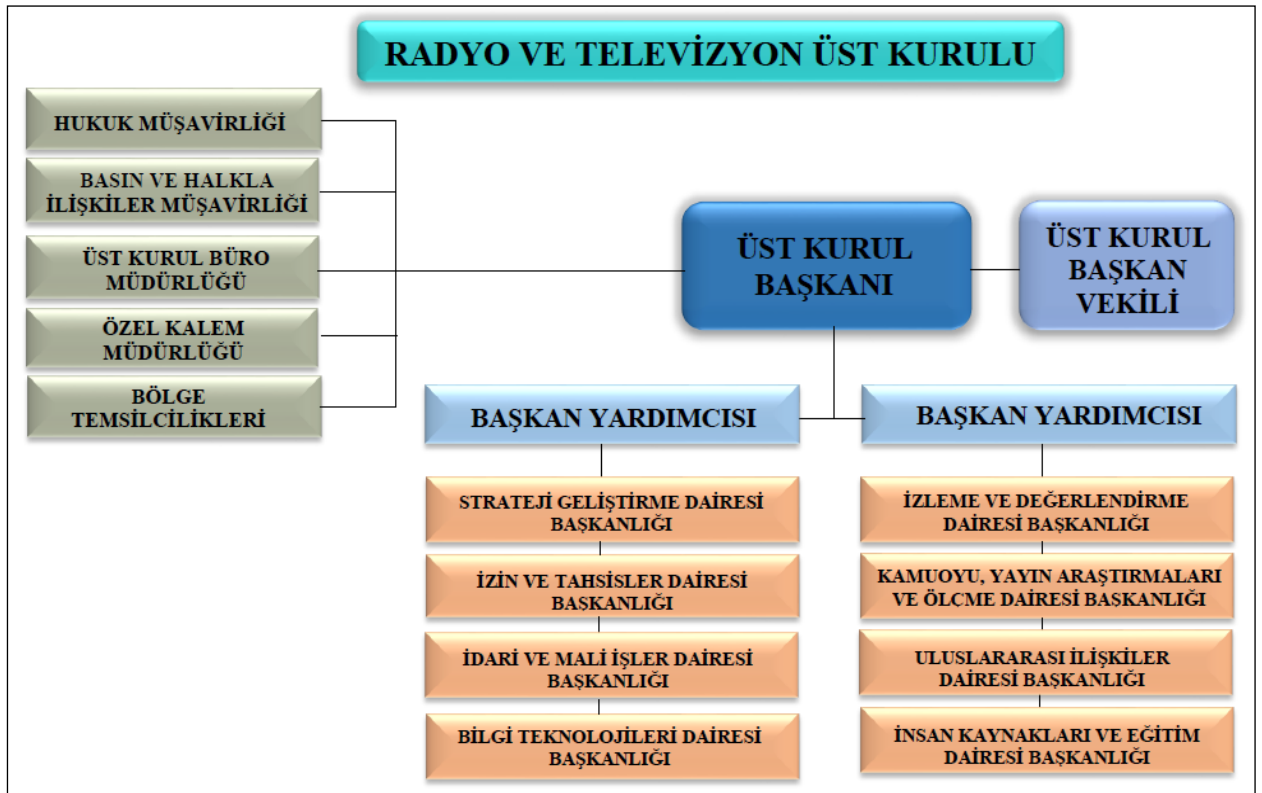 RADYO VE TELEVİZYON ÜST KURULU
HUKUK MÜŞAVİRLİĞİ
BASIN VE HALKLA
İLİŞKİLER MÜŞAVİRLİĞİ
ÜST KURUL BÜRO
MÜDÜRLÜĞÜ
ÖZEL KALEM
MÜDÜRLÜĞÜ
BÖLGE
TEMSİLCİLİKLERİ
ÜST KURUL
BAŞKANI
ÜST KURUL
BAŞKAN
VEKİLİ
BAŞKAN YARDIMCISI
STRATEJİ GELİŞTİRME DAİRESİ
BAŞKANLIĞI
İZİN VE TAHSİSLER DAİRESİ
BAŞKANLIĞI
İDARİ VE MALİ İŞLER DAİRESİ
BAŞKANLIĞI
BİLGİ TEKNOLOJİLERİ DAİRESİ
BAŞKANLIĞI
BAŞKAN YARDIMCISI
İZLEME VE DEĞERLENDİRME
DAİRESİ BAŞKANLIĞI
KAMUOYU, YAYIN ARAŞTIRMALARI
VE ÖLÇME DAİRESİ BAŞKANLIĞI
ULUSLARARASI İLİŞKİLER
DAİRESİ BAŞKANLIĞI
İNSAN KAYNAKLARI VE EĞİTİM
DAİRESİ BAŞKANLIĞI